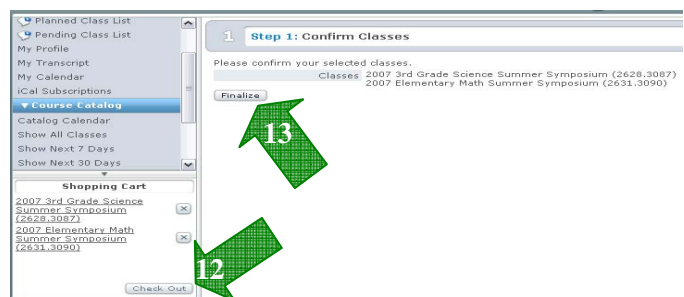 Planned Class List
Pending Class List
My Profile
My Transcript
My Calendar
iCal Subscriptions
Course Catalog
Catalog Calendar
Show All Classes
Show Next 7 Days
Show Next 30 Days
Shopping Cart
2007 3rd Grade Science
Summer Symposium
(2628.3087)
2007 Elementary Math
Summer Symposium
(2631.3090)
12
Check Out
1 Step 1: Confirm Classes
Please confirm your selected classes.
Classes 2007 3rd Grade Science Summer Symposium (2628.3087)
2007 Elementary Math Summer Symposium (2631.3090)
Finalize
13